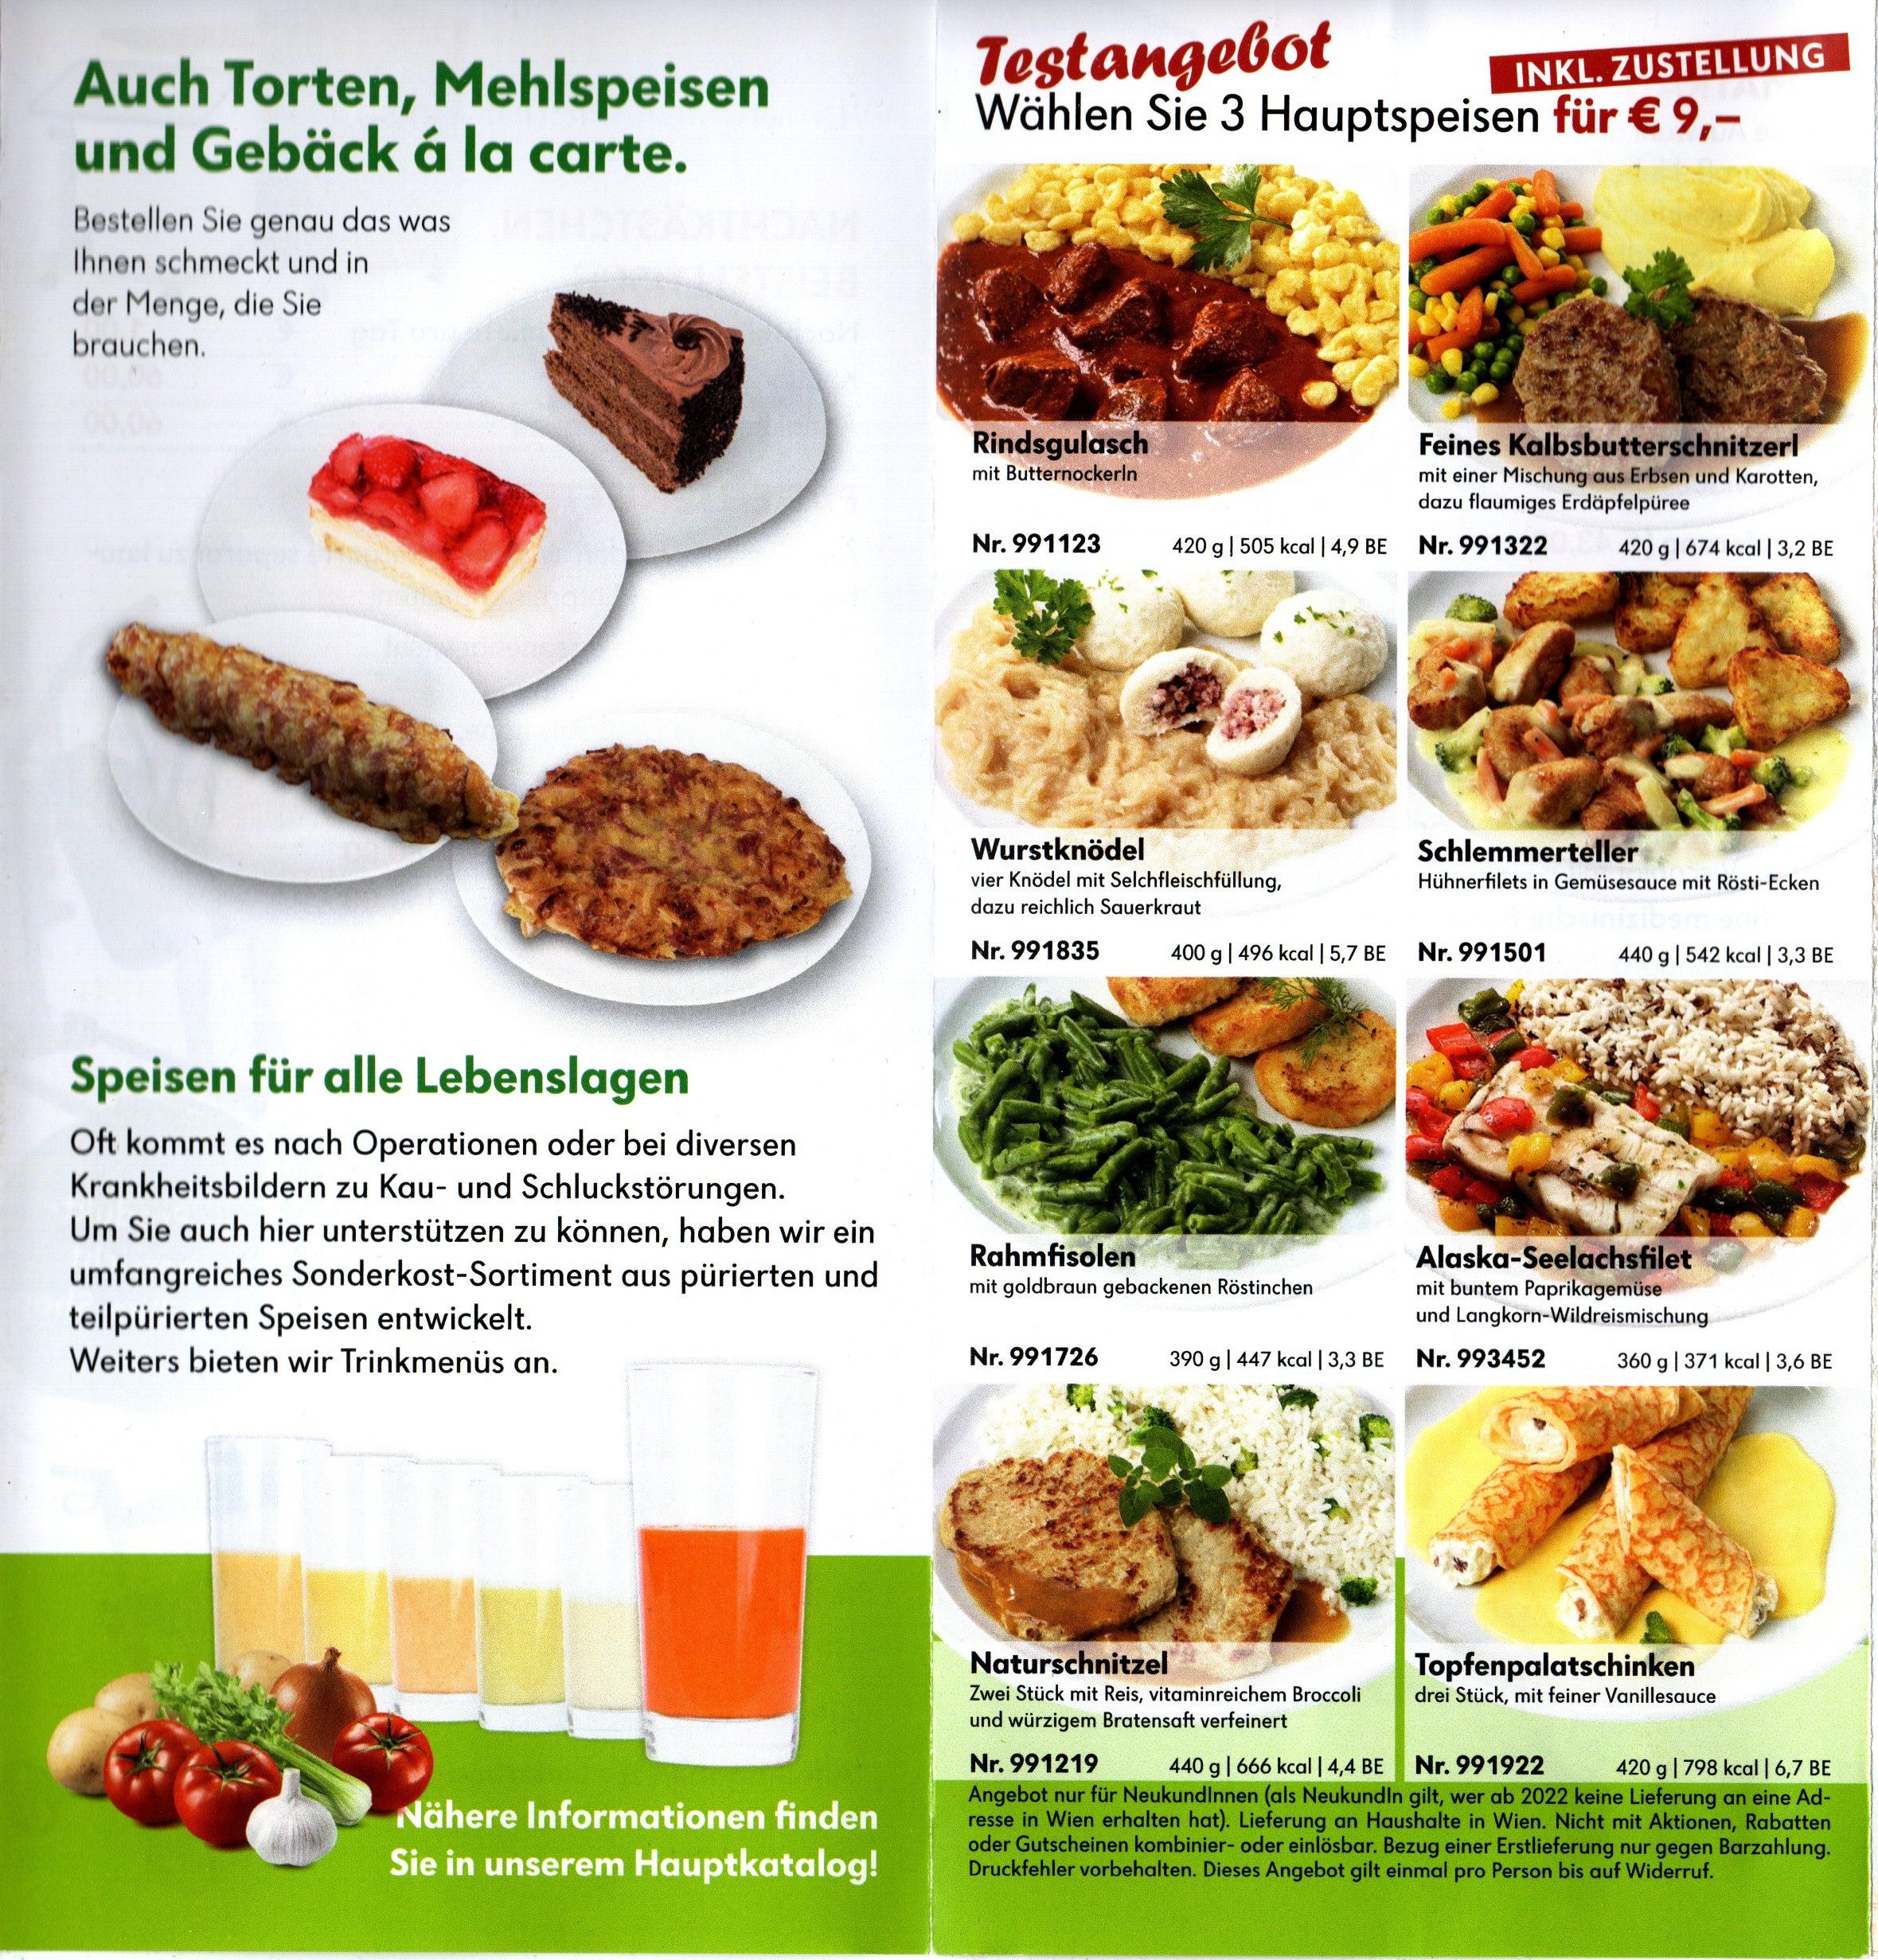 Auch Torten, Mehlspeisen
und Gebäck á la carte.
Bestellen Sie genau das was
Ihnen schmeckt und in
der Menge, die Sie
brauchen.
Speisen für alle Lebenslagen
Oft kommt es nach Operationen oder bei diversen
Krankheitsbildern zu Kau- und Schluckstörungen.
Um Sie auch hier unterstützen zu können, haben wir ein
umfangreiches Sonderkost-Sortiment aus pürierten und
teilpürierten Speisen entwickelt.
Weiters bieten wir Trinkmenüs an.
Nähere Informationen finden
Sie in unserem Hauptkatalog!
Testangebot
INKL. ZUSTELLUNG
Wählen Sie 3 Hauptspeisen für € 9,–
Rindsgulasch
mit Butternockerln
Nr. 991123 420 g | 505 kcal | 4,9 BE
Feines Kalbsbutterschnitzerl
mit einer Mischung aus Erbsen und Karotten,
dazu flaumiges Erdäpfelpüree
Nr. 991322 420 g | 674 kcal | 3,2 BE
Wurstknödel
vier Knödel mit Selchfleischfüllung,
dazu reichlich Sauerkraut
Nr. 991835 400 g | 496 kcal | 5,7 BE
Schlemmerteller
Hühnerfilets in Gemüsesauce mit Rösti-Ecken
Nr. 991501 440 g | 542 kcal | 3,3 BE
Rahmfisolen
mit goldbraun gebackenen Röstinchen
Nr. 991726 390 g | 447 kcal | 3,3 BE
Alaska-Seelachsfilet
mit buntem Paprikagemüse
und Langkorn-Wildreismischung
Nr. 993452 360 g | 371 kcal | 3,6 BE
Naturschnitzel
Zwei Stück mit Reis, vitaminreichem Broccoli
und würzigem Bratensaft verfeinert
Nr. 991219 440 g | 666 kcal | 4,4 BE
Topfenpalatschinken
drei Stück, mit feiner Vanillesauce
Nr. 991922 420 g | 798 kcal | 6,7 BE
Angebot nur für NeukundInnen (als NeukundIn gilt, wer ab 2022 keine Lieferung an eine Ad-
resse in Wien erhalten hat). Lieferung an Haushalte in Wien. Nicht mit Aktionen, Rabatten
oder Gutscheinen kombinier- oder einlösbar. Bezug einer Erstlieferung nur gegen Barzahlung.
Druckfehler vorbehalten. Dieses Angebot gilt einmal pro Person bis auf Widerruf.